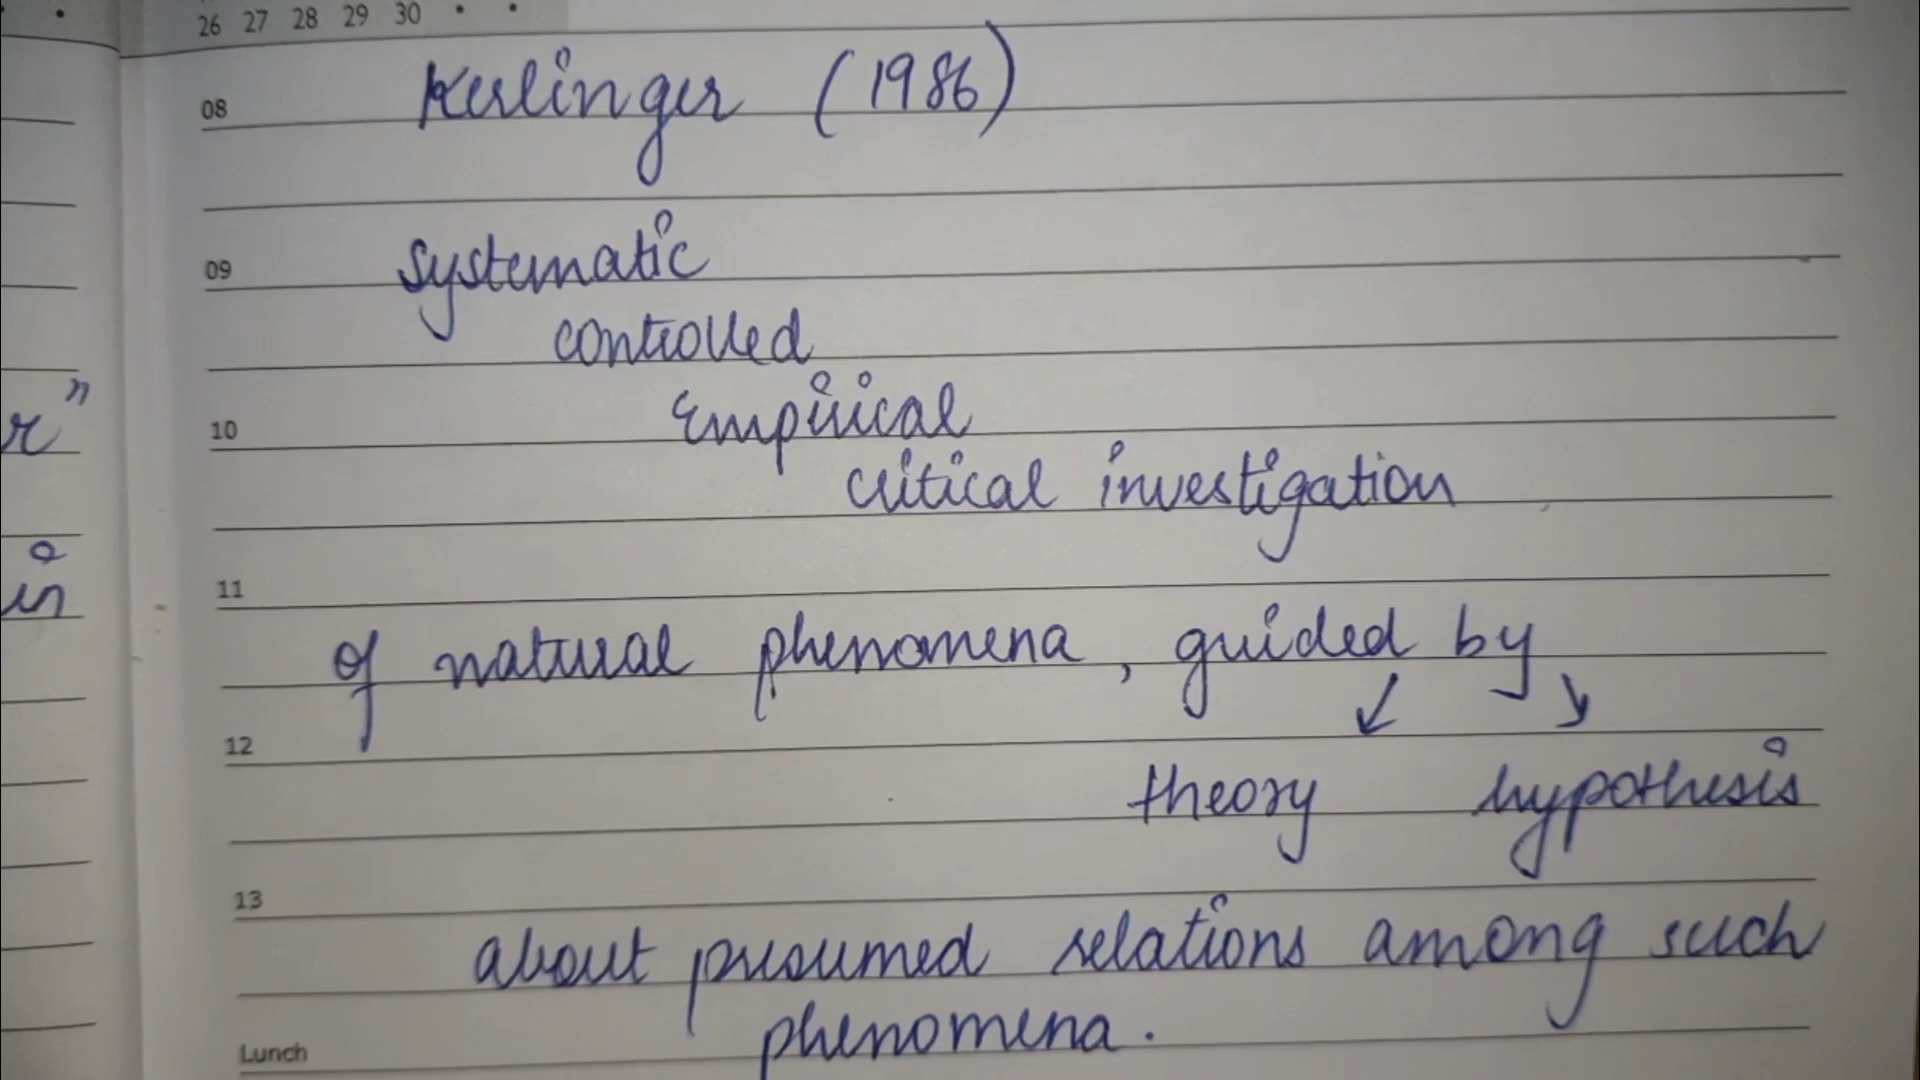 26 27 28 29 30
08 Kerlinger (1986)
09 systematic
controlled
10 Empirical
critical investigation
11
of natural phenomena, guided by
↙ ↘
12
theory hypothesis
13
about presumed relations among such
Lunch phenomena.
r"
in